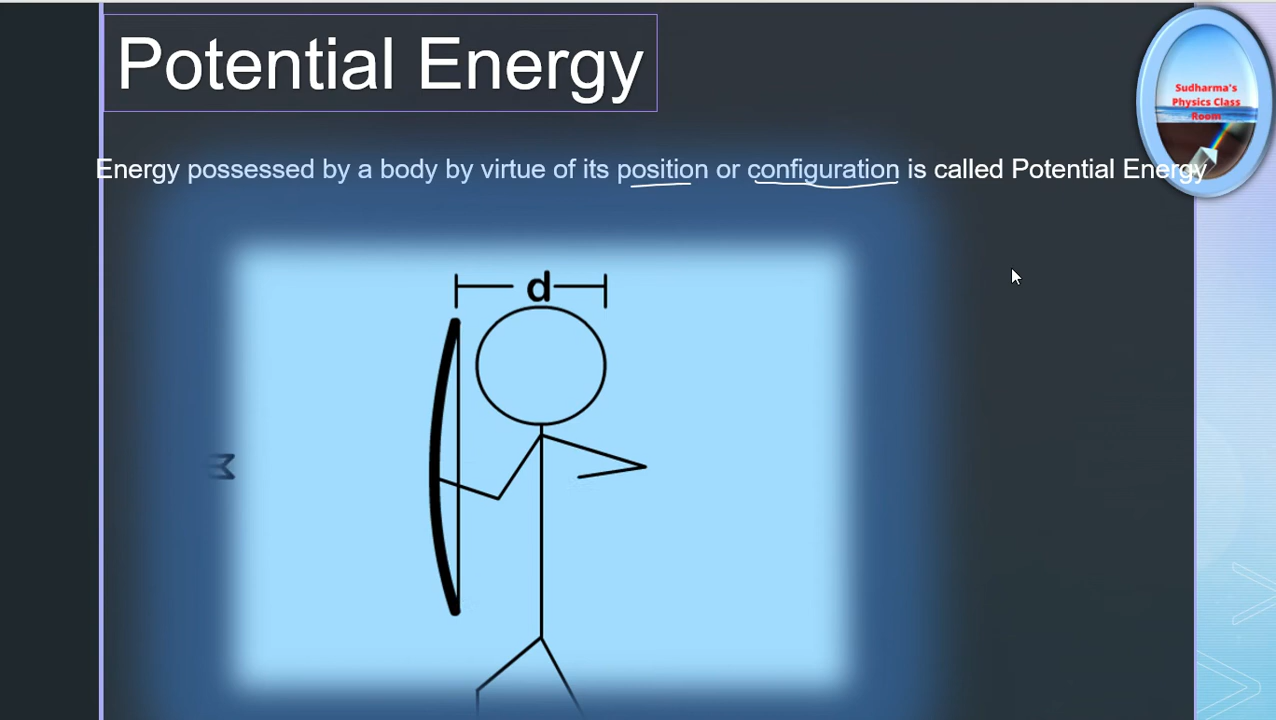 Potential Energy
Sudharma's
Physics Class
Room
Energy possessed by a body by virtue of its position or configuration is called Potential Energy
d